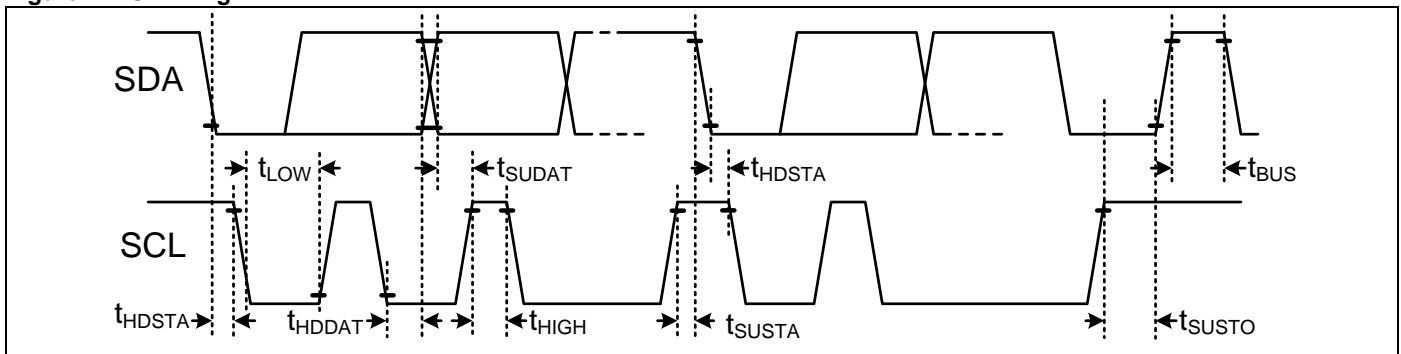 SDA
tLOW
tSUDAT
tHDSTA
tBUS
SCL
tHDSTA
tHDDAT
tHIGH
tSUSTA
tSUSTO